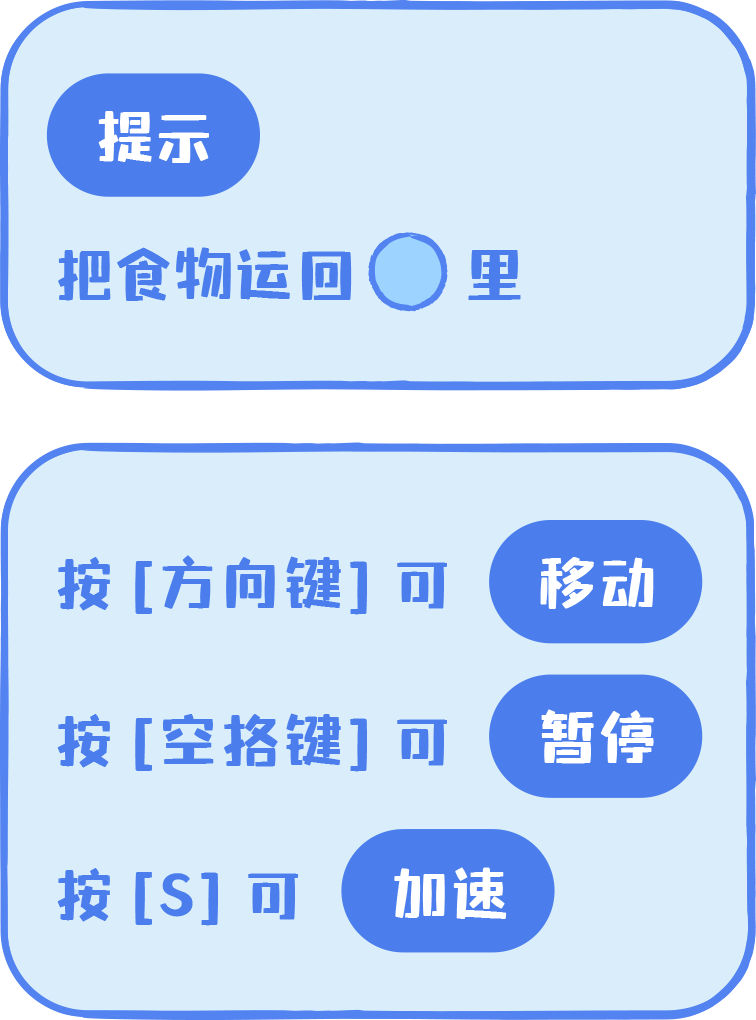 提示
把食物运回 里
按 [方向键] 可 移动
按 [空挌键] 可 暂停
按 [S] 可 加速